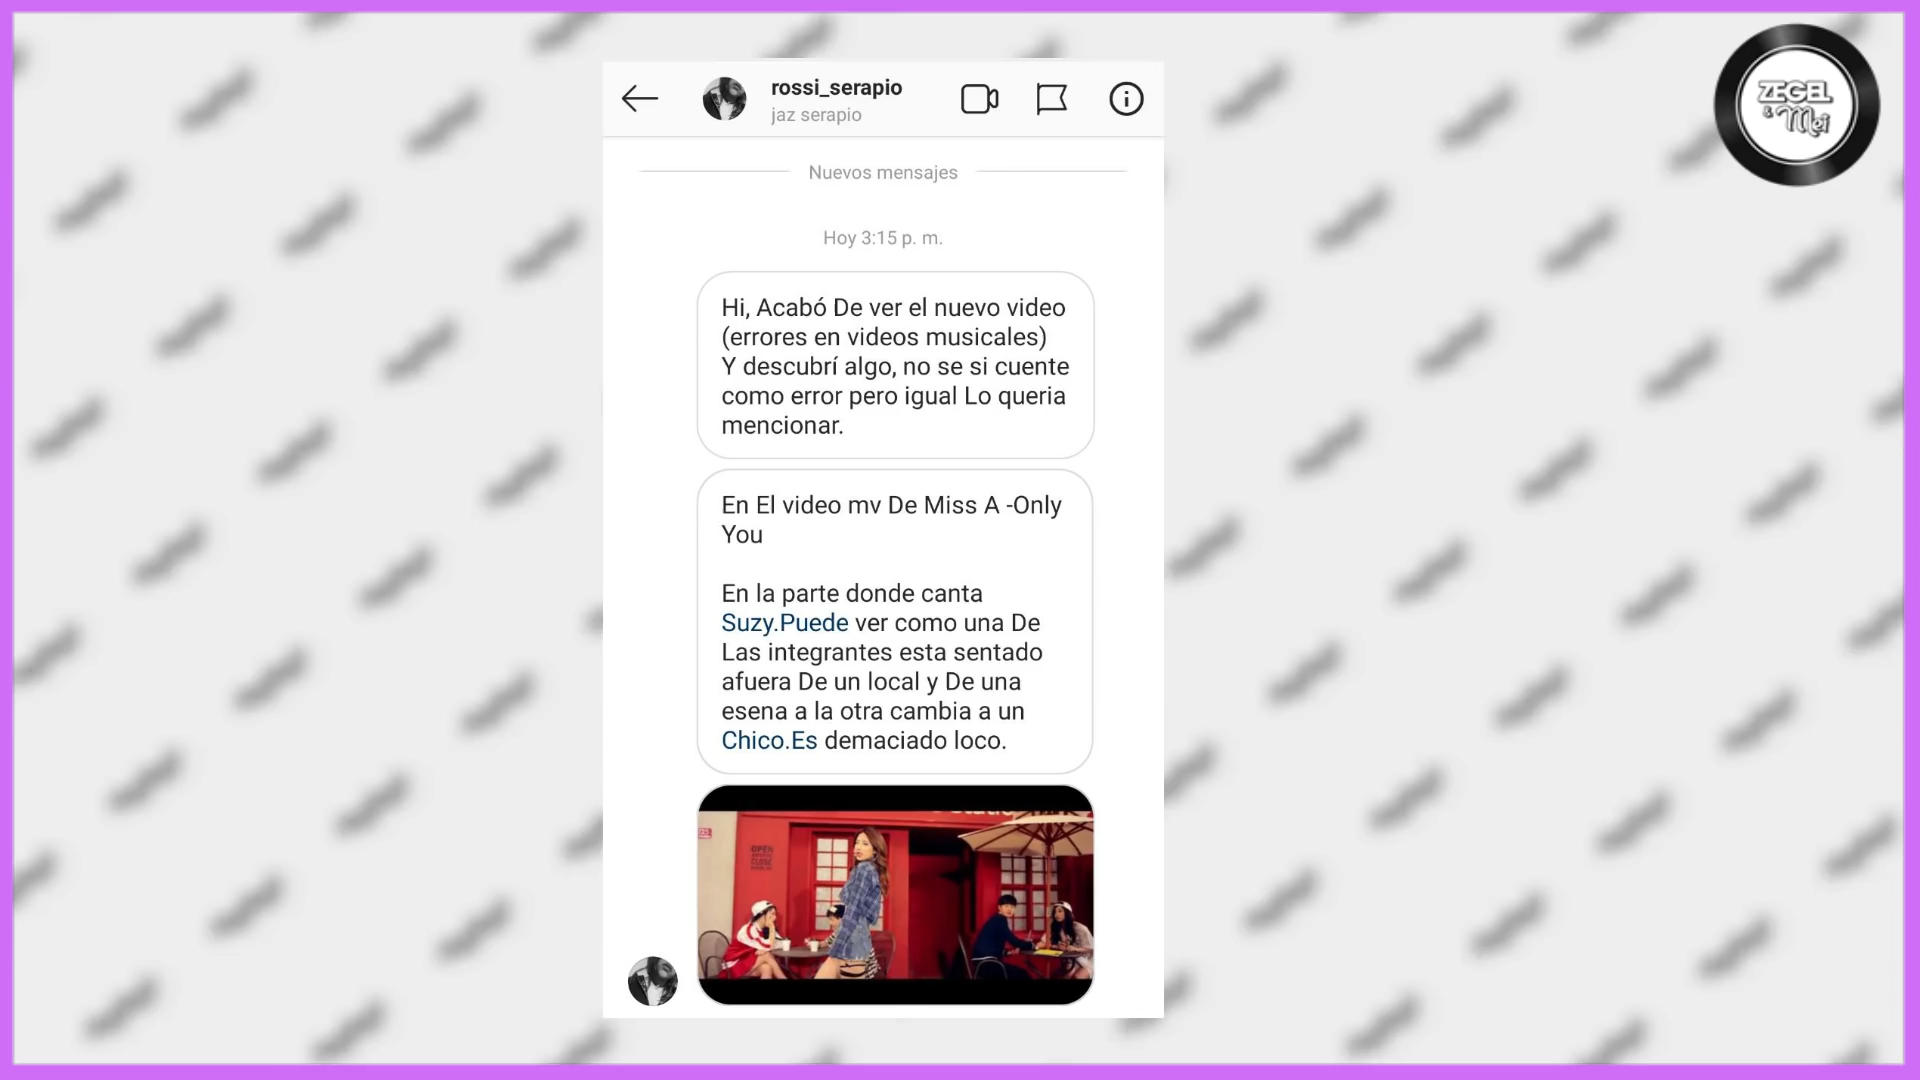 rossi_serapio
jaz serapio
ZEGEL
& Mei
Nuevos mensajes
Hoy 3:15 p. m.
Hi, Acabó De ver el nuevo video
(errores en videos musicales)
Y descubrí algo, no se si cuente
como error pero igual Lo queria
mencionar.
En El video mv De Miss A -Only
You
En la parte donde canta
Suzy.Puede ver como una De
Las integrantes esta sentado
afuera De un local y De una
esena a la otra cambia a un
Chico.Es demaciado loco.
OPEN
CLOSE